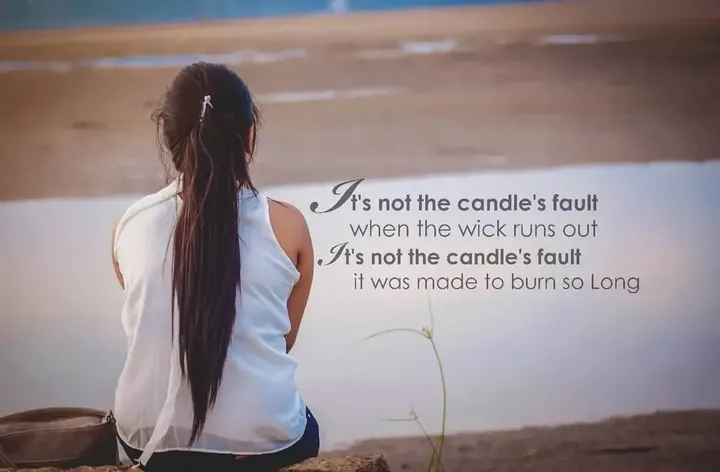 It's not the candle's fault
when the wick runs out
It's not the candle's fault
it was made to burn so Long